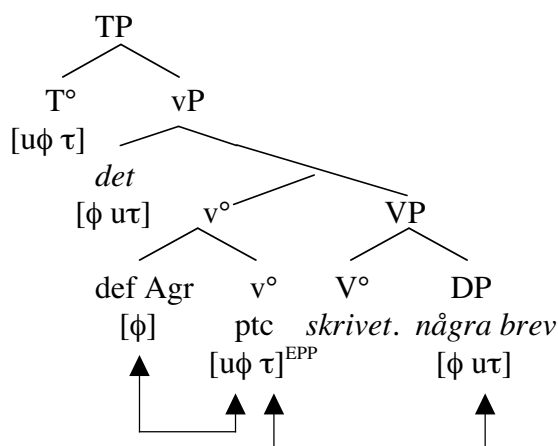 TP
T° vP
[uϕ τ]
det
[ϕ uτ] v° VP
def Agr v° V° DP
[ϕ] ptc skrivet. några brev
[uϕ τ]EPP [ϕ uτ]